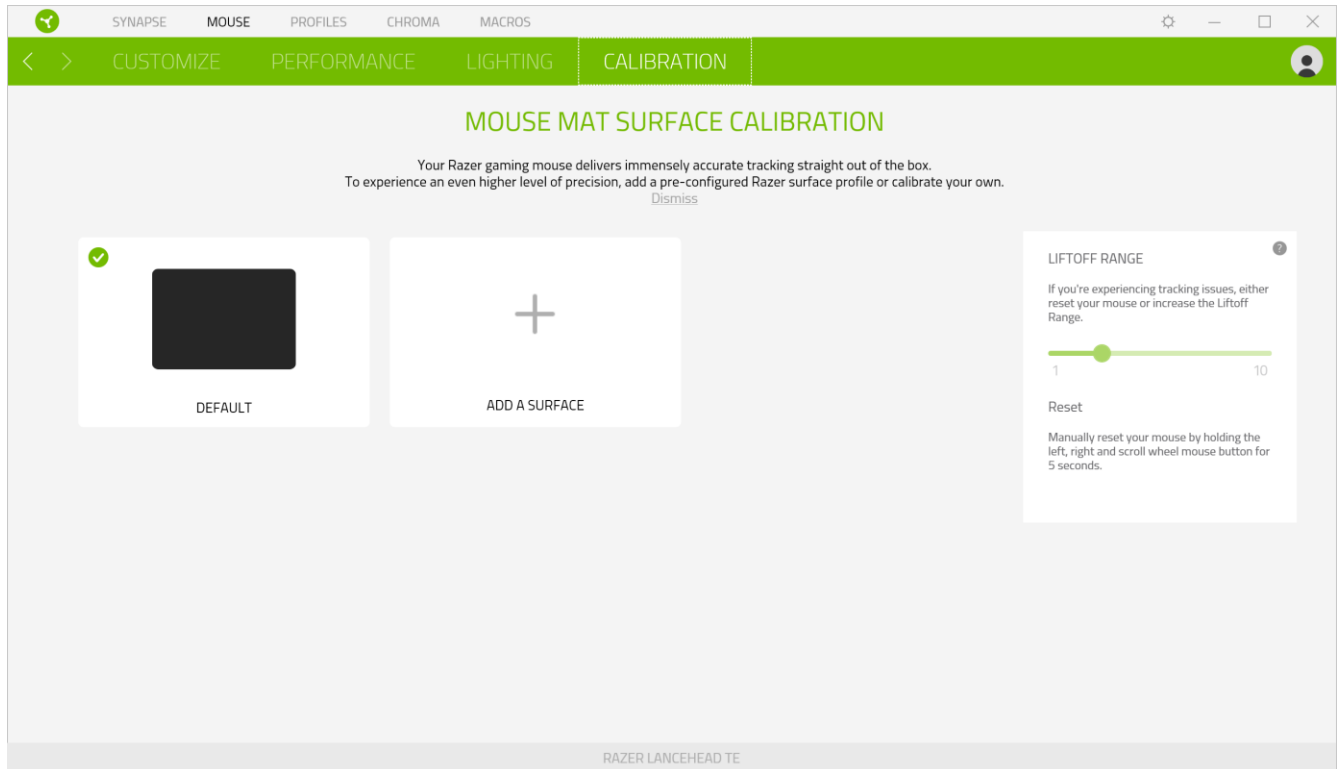 SYNAPSE MOUSE PROFILES CHROMA MACROS
CUSTOMIZE PERFORMANCE LIGHTING CALIBRATION
MOUSE MAT SURFACE CALIBRATION
Your Razer gaming mouse delivers immensely accurate tracking straight out of the box.
To experience an even higher level of precision, add a pre-configured Razer surface profile or calibrate your own.
Dismiss
DEFAULT
ADD A SURFACE
?
LIFTOFF RANGE
If you're experiencing tracking issues, either
reset your mouse or increase the Liftoff
Range.
1 10
Reset
Manually reset your mouse by holding the
left, right and scroll wheel mouse button for
5 seconds.
RAZER LANCEHEAD TE